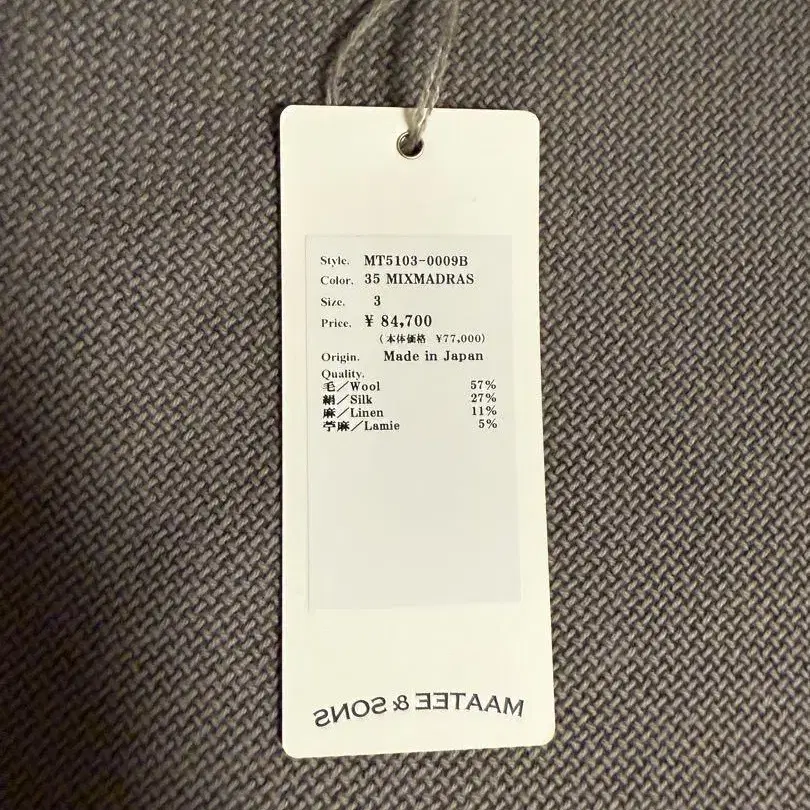 Style. MT5103-0009B
Color. 35 MIXMADRAS
Size. 3
Price. ¥ 84,700
(本体価格 ¥77,000)
Origin. Made in Japan
Quality.
毛／Wool 57%
絹／Silk 27%
麻／Linen 11%
苧麻／Lamie 5%
MAATEE & SONS